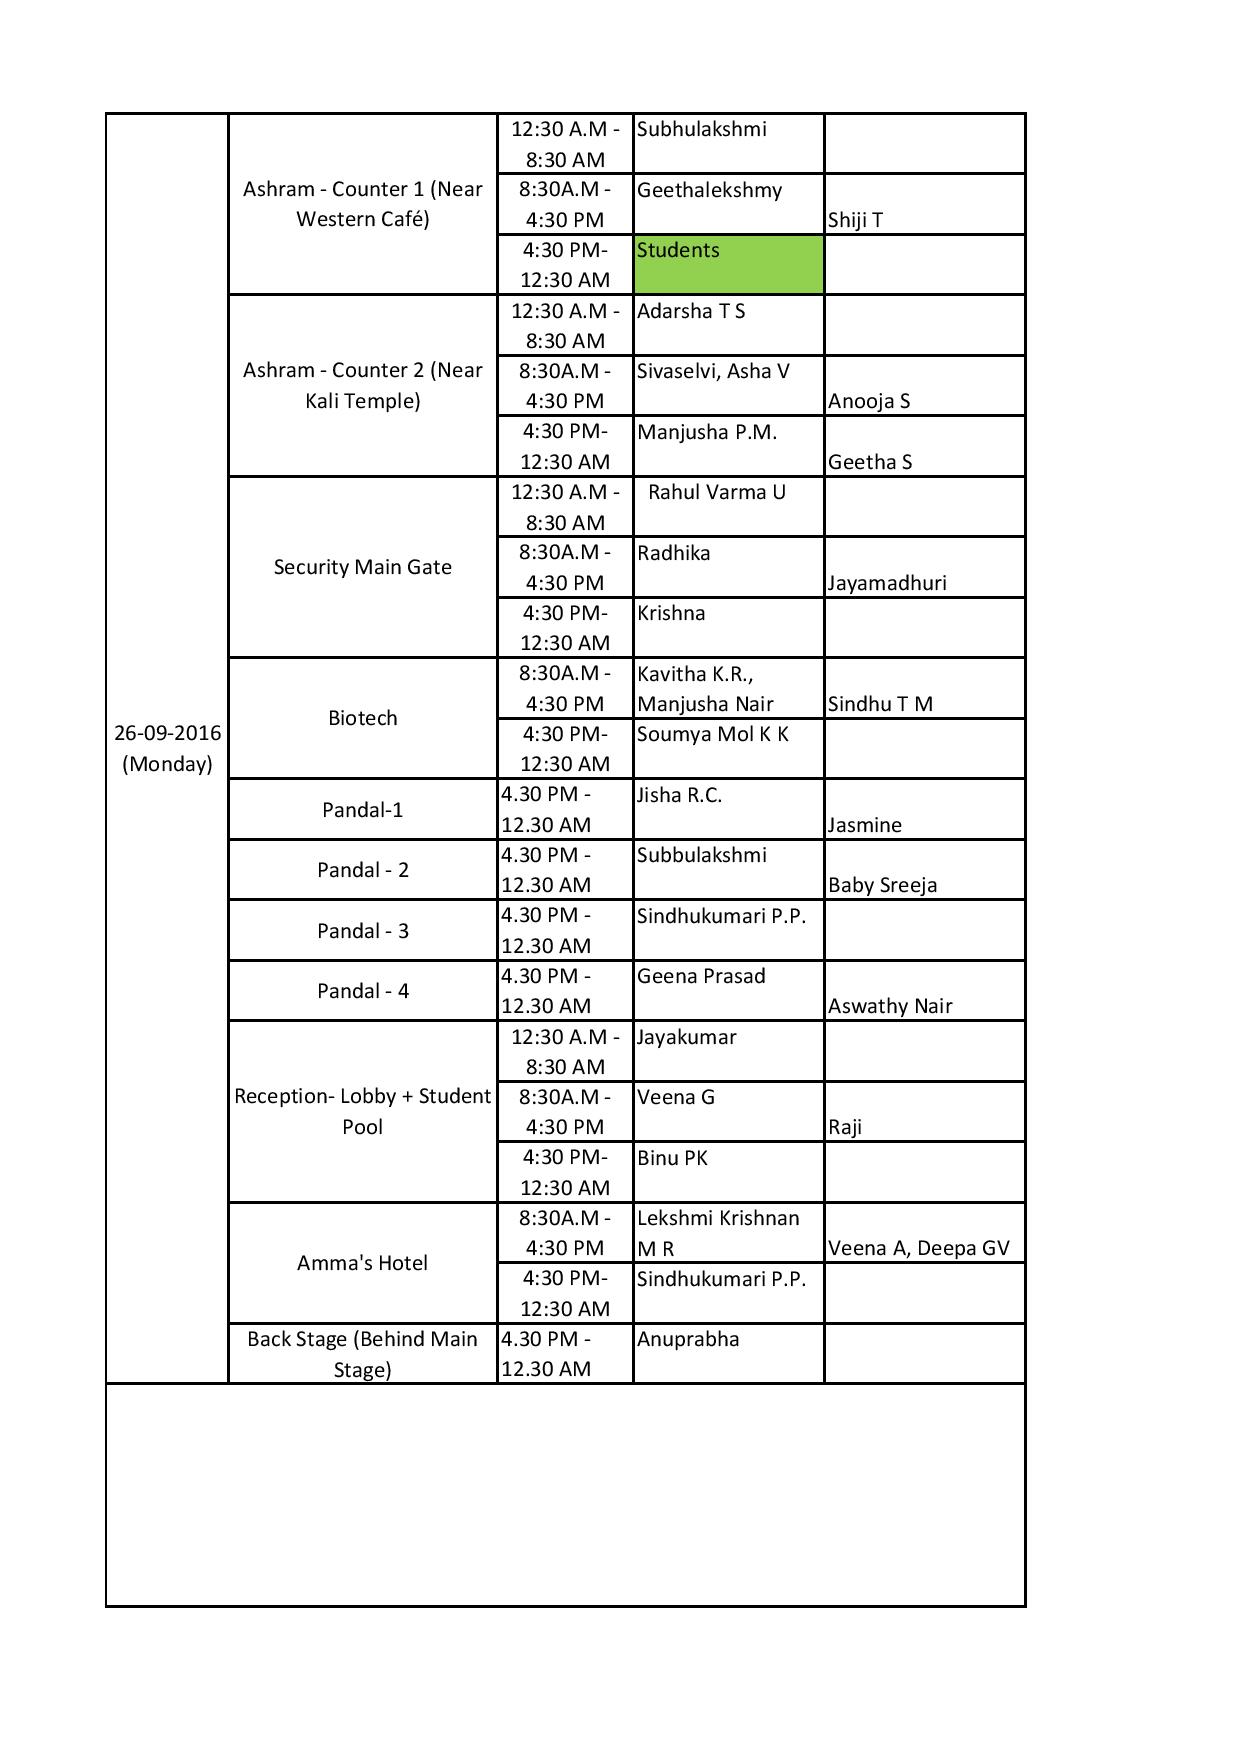 26-09-2016
(Monday)
Ashram - Counter 1 (Near
Western Café)
12:30 A.M -
8:30 AM
Subhulakshmi
8:30A.M -
4:30 PM
Geethalekshmy
Shiji T
4:30 PM-
12:30 AM
Students
Ashram - Counter 2 (Near
Kali Temple)
12:30 A.M -
8:30 AM
Adarsha T S
8:30A.M -
4:30 PM
Sivaselvi, Asha V
Anooja S
4:30 PM-
12:30 AM
Manjusha P.M.
Geetha S
Security Main Gate
12:30 A.M -
8:30 AM
Rahul Varma U
8:30A.M -
4:30 PM
Radhika
Jayamadhuri
4:30 PM-
12:30 AM
Krishna
Biotech
8:30A.M -
4:30 PM
Kavitha K.R.,
Manjusha Nair
Sindhu T M
4:30 PM-
12:30 AM
Soumya Mol K K
Pandal-1
4.30 PM -
12.30 AM
Jisha R.C.
Jasmine
Pandal - 2
4.30 PM -
12.30 AM
Subbulakshmi
Baby Sreeja
Pandal - 3
4.30 PM -
12.30 AM
Sindhukumari P.P.
Pandal - 4
4.30 PM -
12.30 AM
Geena Prasad
Aswathy Nair
Reception- Lobby + Student
Pool
12:30 A.M -
8:30 AM
Jayakumar
8:30A.M -
4:30 PM
Veena G
Raji
4:30 PM-
12:30 AM
Binu PK
Amma's Hotel
8:30A.M -
4:30 PM
Lekshmi Krishnan
M R
Veena A, Deepa GV
4:30 PM-
12:30 AM
Sindhukumari P.P.
Back Stage (Behind Main
Stage)
4.30 PM -
12.30 AM
Anuprabha